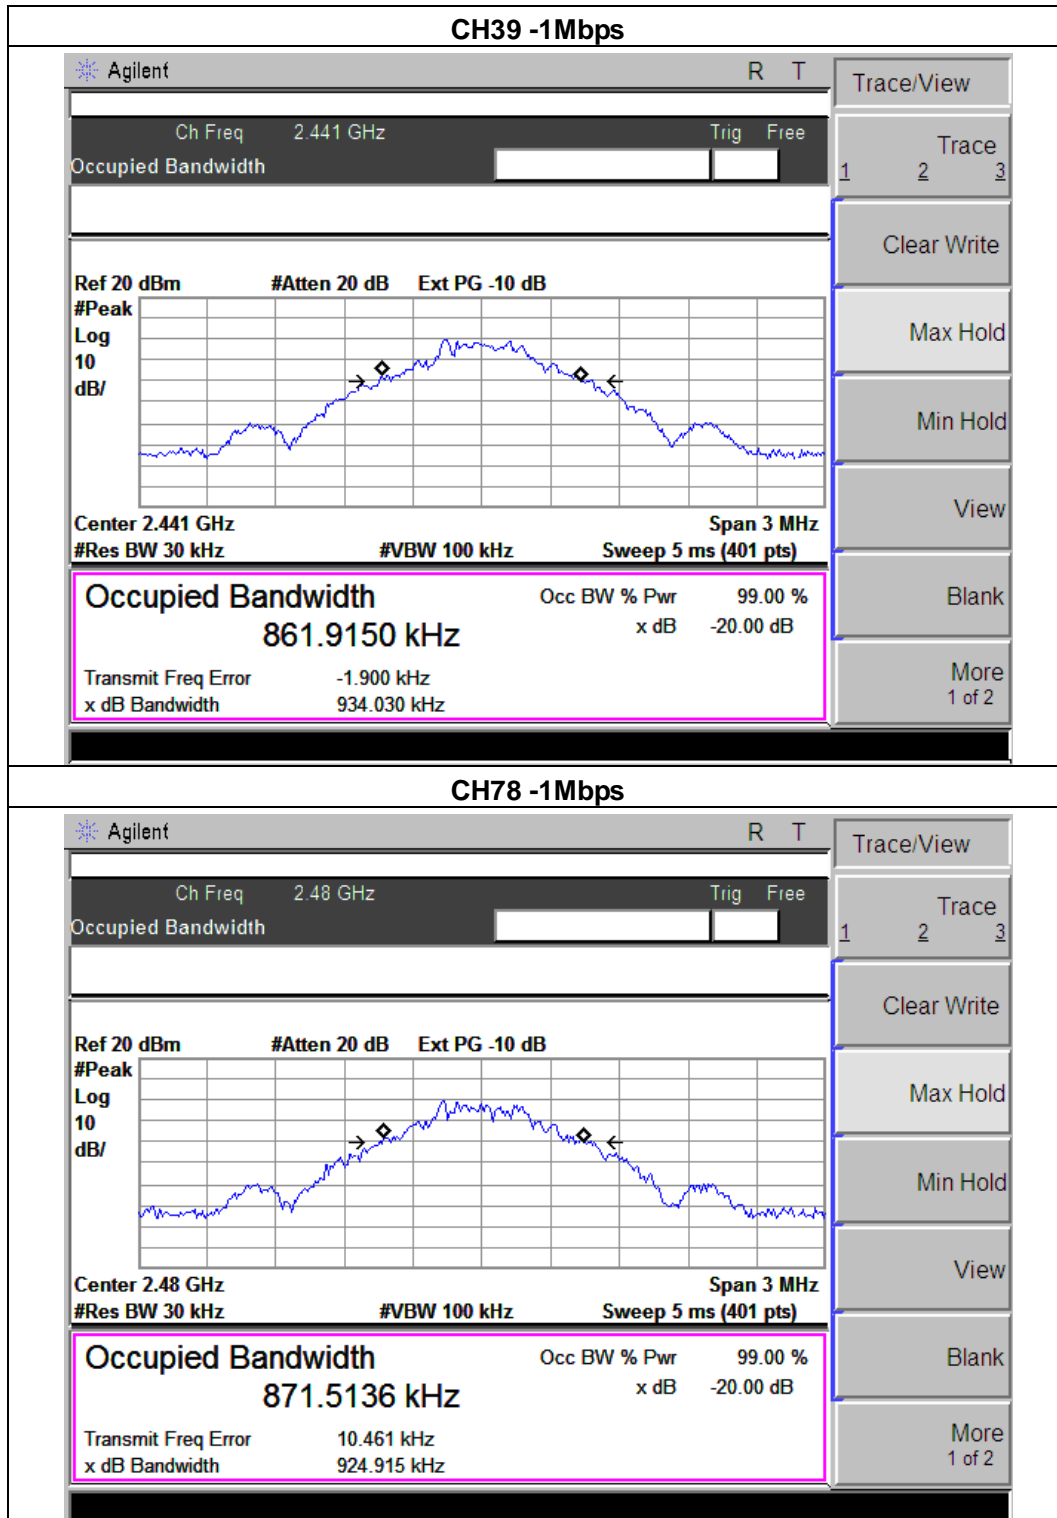 CH39 -1Mbps
Agilent R T
Trace/View
Ch Freq 2.441 GHz Trig Free
Occupied Bandwidth
Trace
1 2 3
Clear Write
Ref 20 dBm #Atten 20 dB Ext PG -10 dB
#Peak
Log
10
dB/
Max Hold
Min Hold
View
Center 2.441 GHz Span 3 MHz
#Res BW 30 kHz #VBW 100 kHz Sweep 5 ms (401 pts)
Occupied Bandwidth Occ BW % Pwr 99.00 %
861.9150 kHz x dB -20.00 dB
Blank
Transmit Freq Error -1.900 kHz
x dB Bandwidth 934.030 kHz
More
1 of 2
CH78 -1Mbps
Agilent R T
Trace/View
Ch Freq 2.48 GHz Trig Free
Occupied Bandwidth
Trace
1 2 3
Clear Write
Ref 20 dBm #Atten 20 dB Ext PG -10 dB
#Peak
Log
10
dB/
Max Hold
Min Hold
View
Center 2.48 GHz Span 3 MHz
#Res BW 30 kHz #VBW 100 kHz Sweep 5 ms (401 pts)
Occupied Bandwidth Occ BW % Pwr 99.00 %
871.5136 kHz x dB -20.00 dB
Blank
Transmit Freq Error 10.461 kHz
x dB Bandwidth 924.915 kHz
More
1 of 2